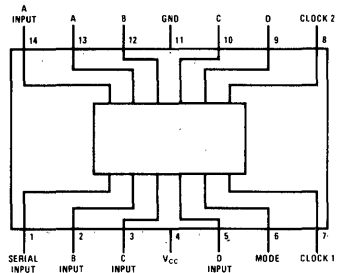 A
INPUT A B GND C D CLOCK 2
14 13 12 11 10 9 8
1 2 3 4 5 6 7
SERIAL INPUT B INPUT C INPUT VCC D INPUT MODE CLOCK 1